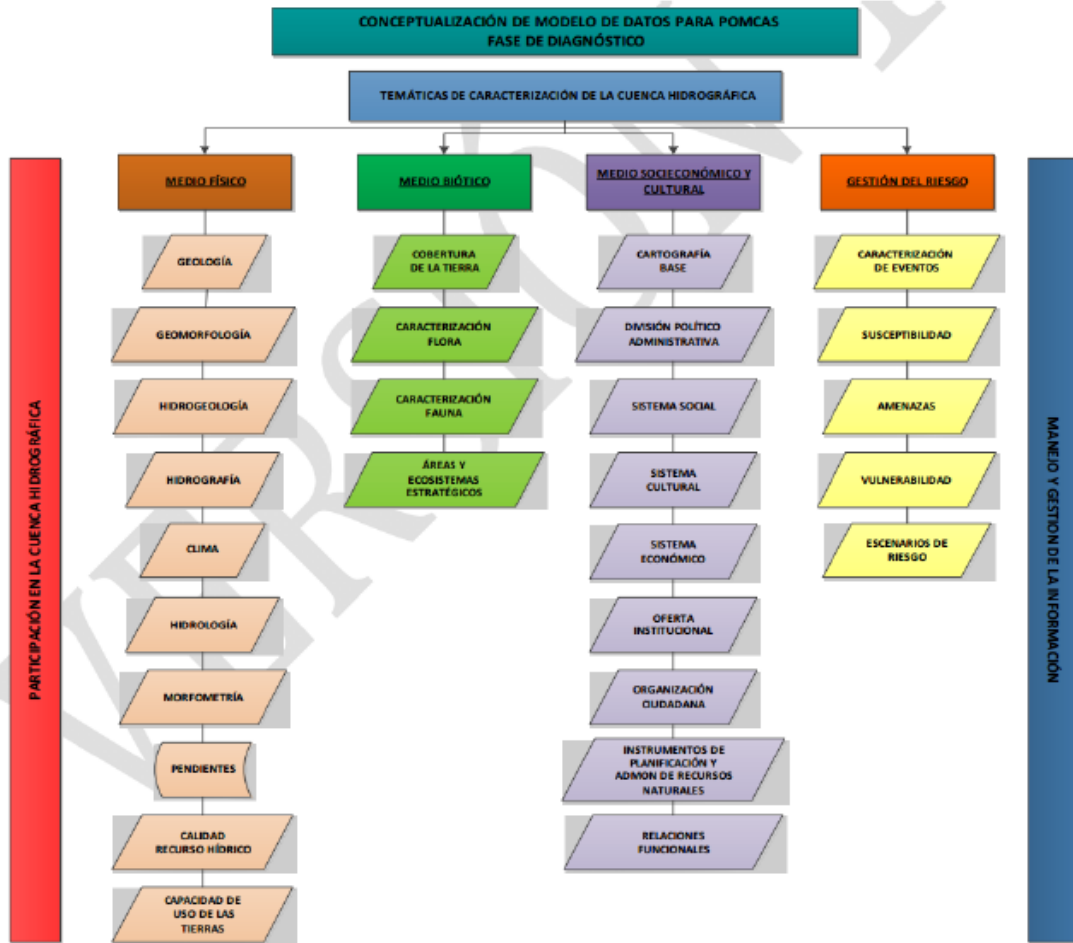 CONCEPTUALIZACIÓN DE MODELO DE DATOS PARA POMCAS
FASE DE DIAGNÓSTICO
TEMÁTICAS DE CARACTERIZACIÓN DE LA CUENCA HIDROGRÁFICA
PARTICIPACIÓN EN LA CUENCA HIDROGRÁFICA
MEDIO FÍSICO
GEOLOGÍA
GEOMORFOLOGÍA
HIDROGEOLOGÍA
HIDROGRAFÍA
CLIMA
HIDROLOGÍA
MORFOMETRÍA
PENDIENTES
CALIDAD
RECURSO HÍDRICO
CAPACIDAD DE
USO DE LAS
TIERRAS
MEDIO BIÓTICO
COBERTURA
DE LA TIERRA
CARACTERIZACIÓN
FLORA
CARACTERIZACIÓN
FAUNA
ÁREAS Y
ECOSISTEMAS
ESTRATÉGICOS
MEDIO SOCIECONÓMICO Y
CULTURAL
CARTOGRAFÍA
BASE
DIVISIÓN POLÍTICO
ADMINISTRATIVA
SISTEMA SOCIAL
SISTEMA
CULTURAL
SISTEMA
ECONÓMICO
OFERTA
INSTITUCIONAL
ORGANIZACIÓN
CIUDADANA
INSTRUMENTOS DE
PLANIFICACIÓN Y
ADMON DE RECURSOS
NATURALES
RELACIONES
FUNCIONALES
GESTIÓN DEL RIESGO
CARACTERIZACIÓN
DE EVENTOS
SUSCEPTIBILIDAD
AMENAZAS
VULNERABILIDAD
ESCENARIOS DE
RIESGO
MANEJO Y GESTION DE LA INFORMACIÓN
VERSIÓN